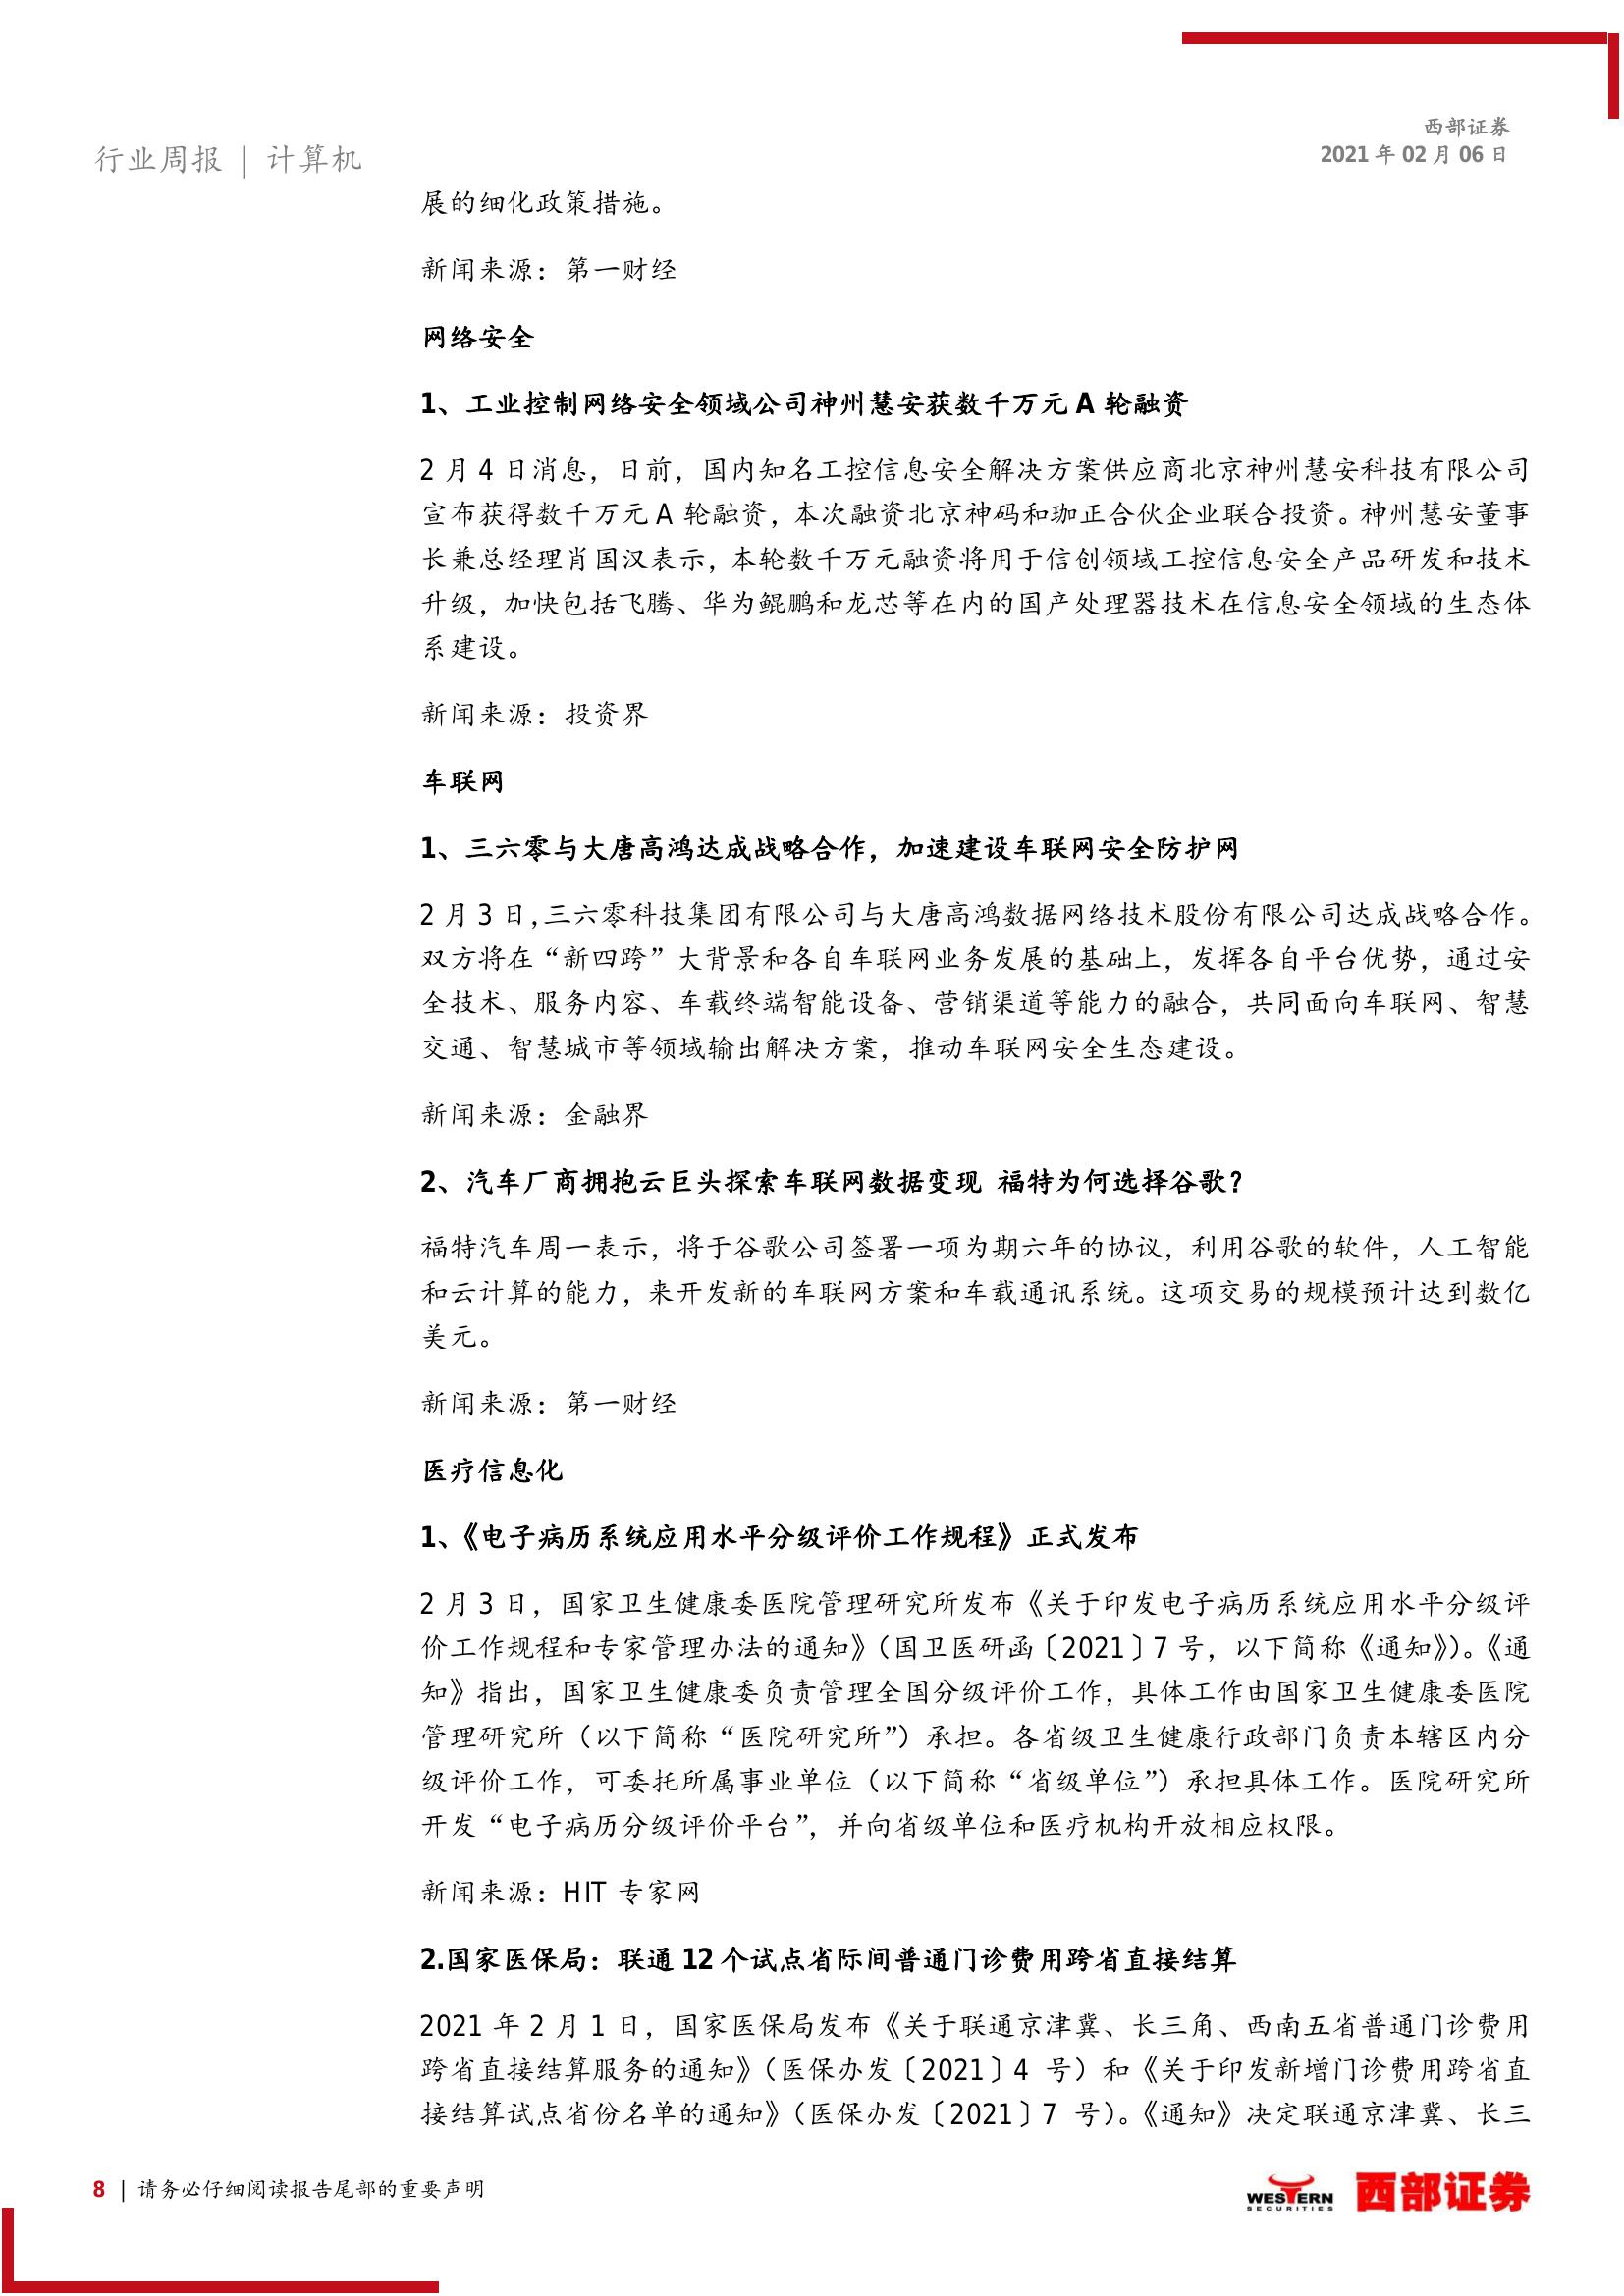 西部证券
行业周报 | 计算机
2021 年 02 月 06 日
展的细化政策措施。
新闻来源：第一财经
网络安全
1、工业控制网络安全领域公司神州慧安获数千万元 A 轮融资
2 月 4 日消息，日前，国内知名工控信息安全解决方案供应商北京神州慧安科技有限公司
宣布获得数千万元 A 轮融资，本次融资北京神码和珈正合伙企业联合投资。神州慧安董事
长兼总经理肖国汉表示，本轮数千万元融资将用于信创领域工控信息安全产品研发和技术
升级，加快包括飞腾、华为鲲鹏和龙芯等在内的国产处理器技术在信息安全领域的生态体
系建设。
新闻来源：投资界
车联网
1、三六零与大唐高鸿达成战略合作，加速建设车联网安全防护网
2 月 3 日，三六零科技集团有限公司与大唐高鸿数据网络技术股份有限公司达成战略合作。
双方将在“新四跨”大背景和各自车联网业务发展的基础上，发挥各自平台优势，通过安
全技术、服务内容、车载终端智能设备、营销渠道等能力的融合，共同面向车联网、智慧
交通、智慧城市等领域输出解决方案，推动车联网安全生态建设。
新闻来源：金融界
2、汽车厂商拥抱云巨头探索车联网数据变现 福特为何选择谷歌？
福特汽车周一表示，将于谷歌公司签署一项为期六年的协议，利用谷歌的软件，人工智能
和云计算的能力，来开发新的车联网方案和车载通讯系统。这项交易的规模预计达到数亿
美元。
新闻来源：第一财经
医疗信息化
1、《电子病历系统应用水平分级评价工作规程》正式发布
2 月 3 日，国家卫生健康委医院管理研究所发布《关于印发电子病历系统应用水平分级评
价工作规程和专家管理办法的通知》（国卫医研函〔2021〕7 号，以下简称《通知》）。《通
知》指出，国家卫生健康委负责管理全国分级评价工作，具体工作由国家卫生健康委医院
管理研究所（以下简称“医院研究所”）承担。各省级卫生健康行政部门负责本辖区内分
级评价工作，可委托所属事业单位（以下简称“省级单位”）承担具体工作。医院研究所
开发“电子病历分级评价平台”，并向省级单位和医疗机构开放相应权限。
新闻来源：HIT 专家网
2.国家医保局：联通 12 个试点省际间普通门诊费用跨省直接结算
2021 年 2 月 1 日，国家医保局发布《关于联通京津冀、长三角、西南五省普通门诊费用
跨省直接结算服务的通知》（医保办发〔2021〕4 号）和《关于印发新增门诊费用跨省直
接结算试点省份名单的通知》（医保办发〔2021〕7 号）。《通知》决定联通京津冀、长三
8 | 请务必仔细阅读报告尾部的重要声明
WESTERN
SECURITIES
西部证券